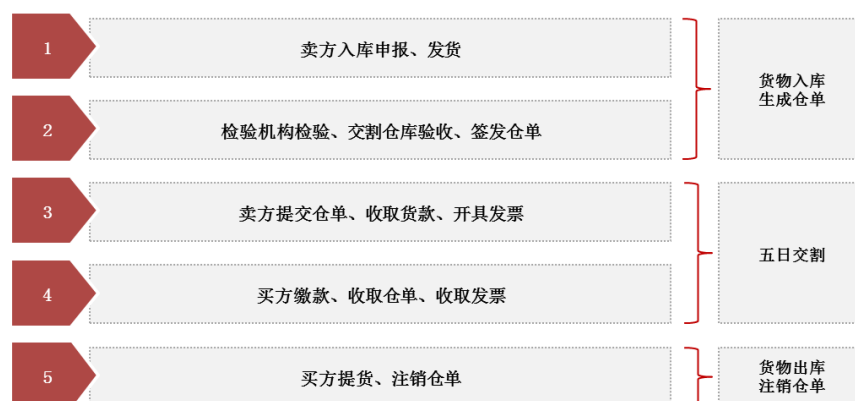 1
卖方入库申报、发货
2
检验机构检验、交割仓库验收、签发仓单
货物入库
生成仓单
3
卖方提交仓单、收取货款、开具发票
4
买方缴款、收取仓单、收取发票
五日交割
5
买方提货、注销仓单
货物出库
注销仓单